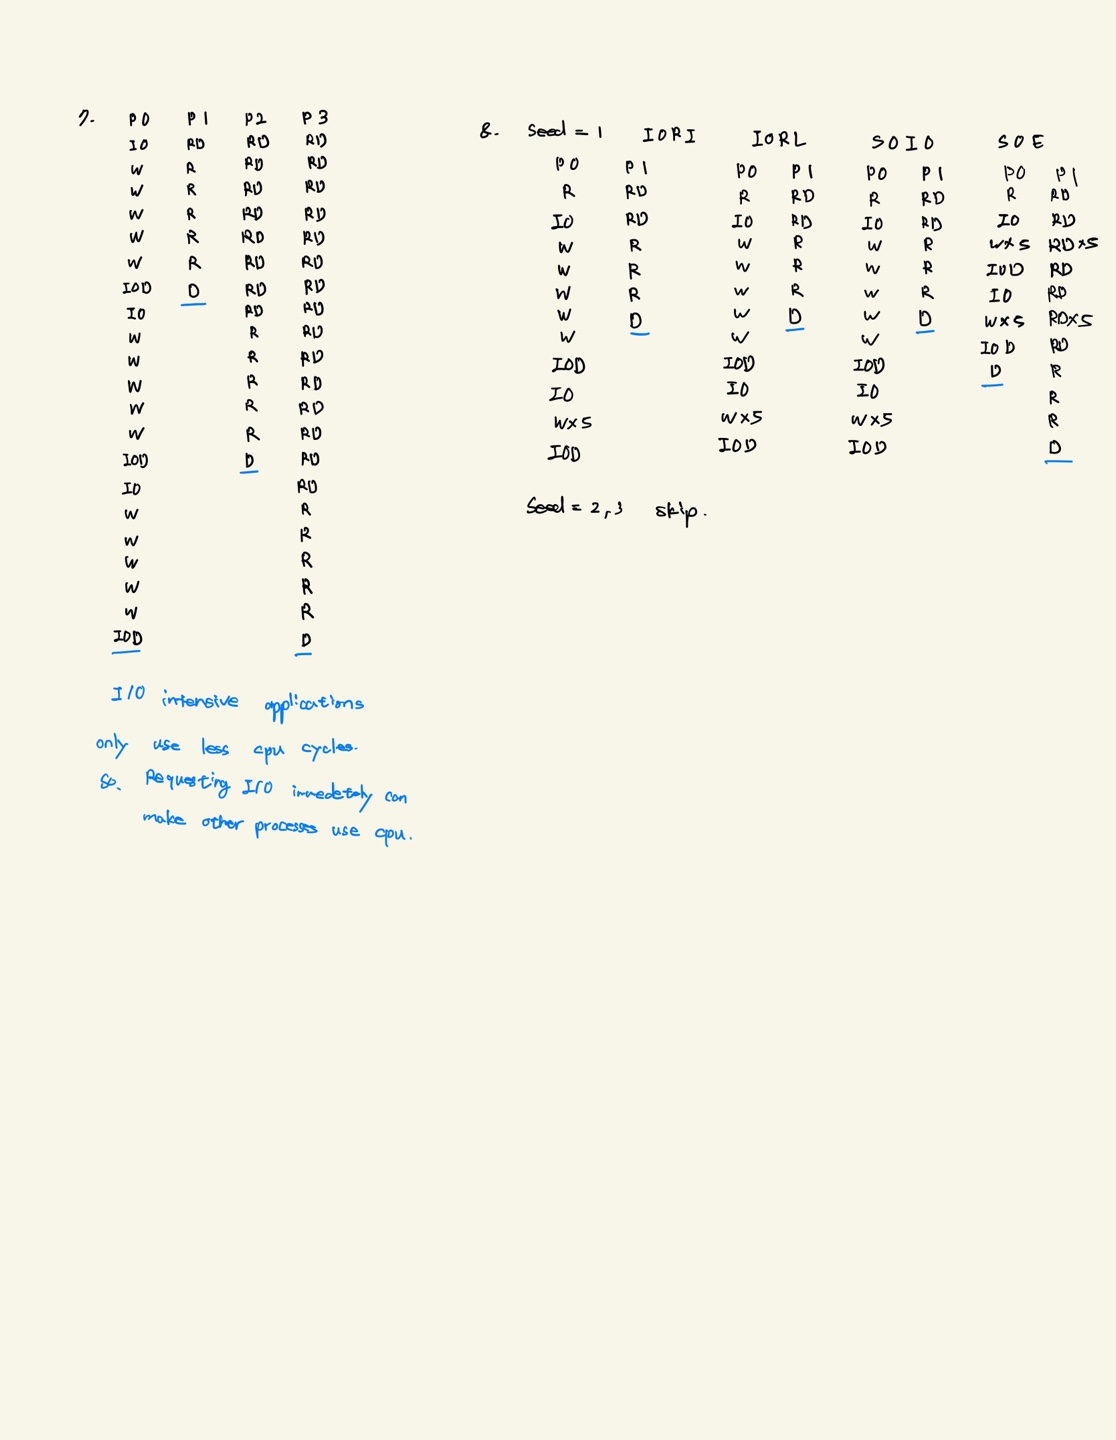 7. P0 P1 P2 P3
IO RD RD RD
W R RD RD
W R RD RD
W R RD RD
W R RD RD
W R RD RD
IOD D RD RD
IO RD RD
W R RD
W R RD
W R RD
W R RD
W R RD
IOD D RD
IO RD
W R
W R
W R
W R
W R
IOD D
I/O intensive applications
only use less cpu cycles.
so. Requesting I/O immedetely can
make other processes use cpu.
8. Seed = 1 IORI IORL SOIO SOE
P0 P1 P0 P1 P0 P1 P0 P1
R RD R RD R RD R RD
IO RD IO RD IO RD IO RD
W R W R W R W×5 RD×5
W R W R W R IOD RD
W R W R W R IO RD
W D W D W D W×5 RD×5
W W W IOD RD
IOD IOD IOD D R
IO IO IO R
W×5 W×5 W×5 R
IOD IOD IOD D
Seed = 2,3 skip.